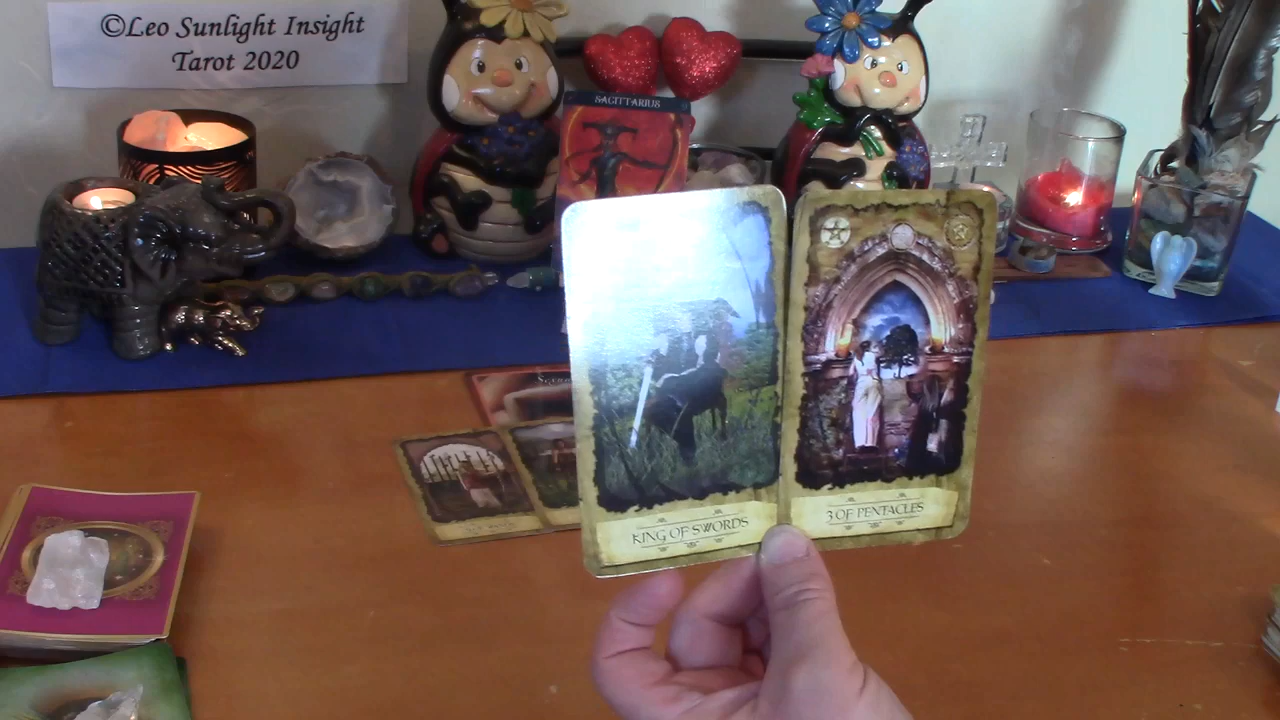 ©Leo Sunlight Insight
Tarot 2020
SAGITTARIUS
KING OF SWORDS
3 OF PENTACLES